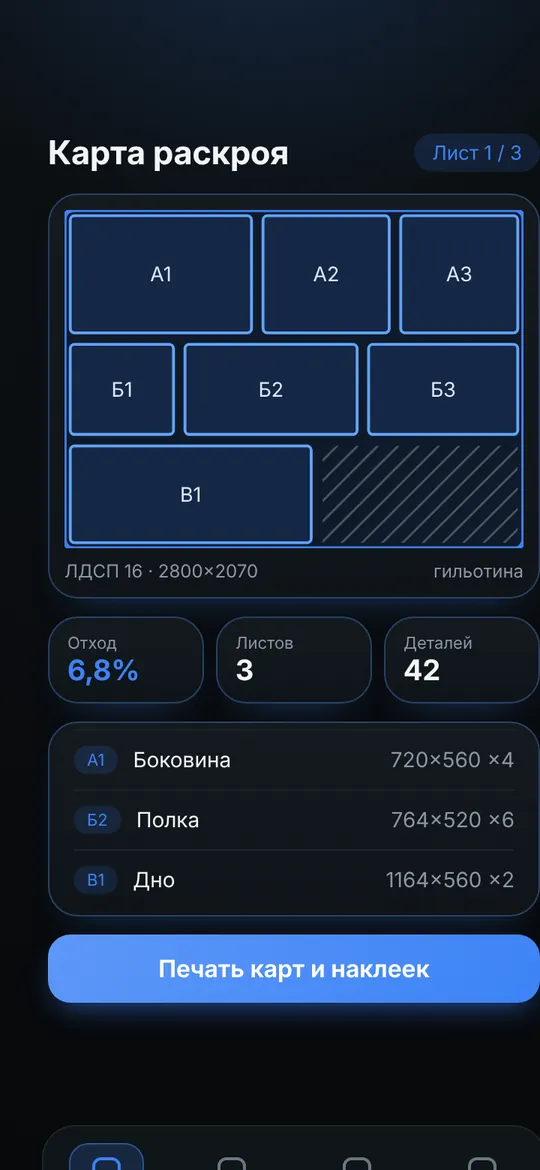 Карта раскроя
Лист 1 / 3
А1
А2
А3
Б1
Б2
Б3
В1
ЛДСП 16 · 2800×2070
гильотина
Отход
6,8%
Листов
3
Деталей
42
А1 Боковина 720×560 ×4
Б2 Полка 764×520 ×6
В1 Дно 1164×560 ×2
Печать карт и наклеек